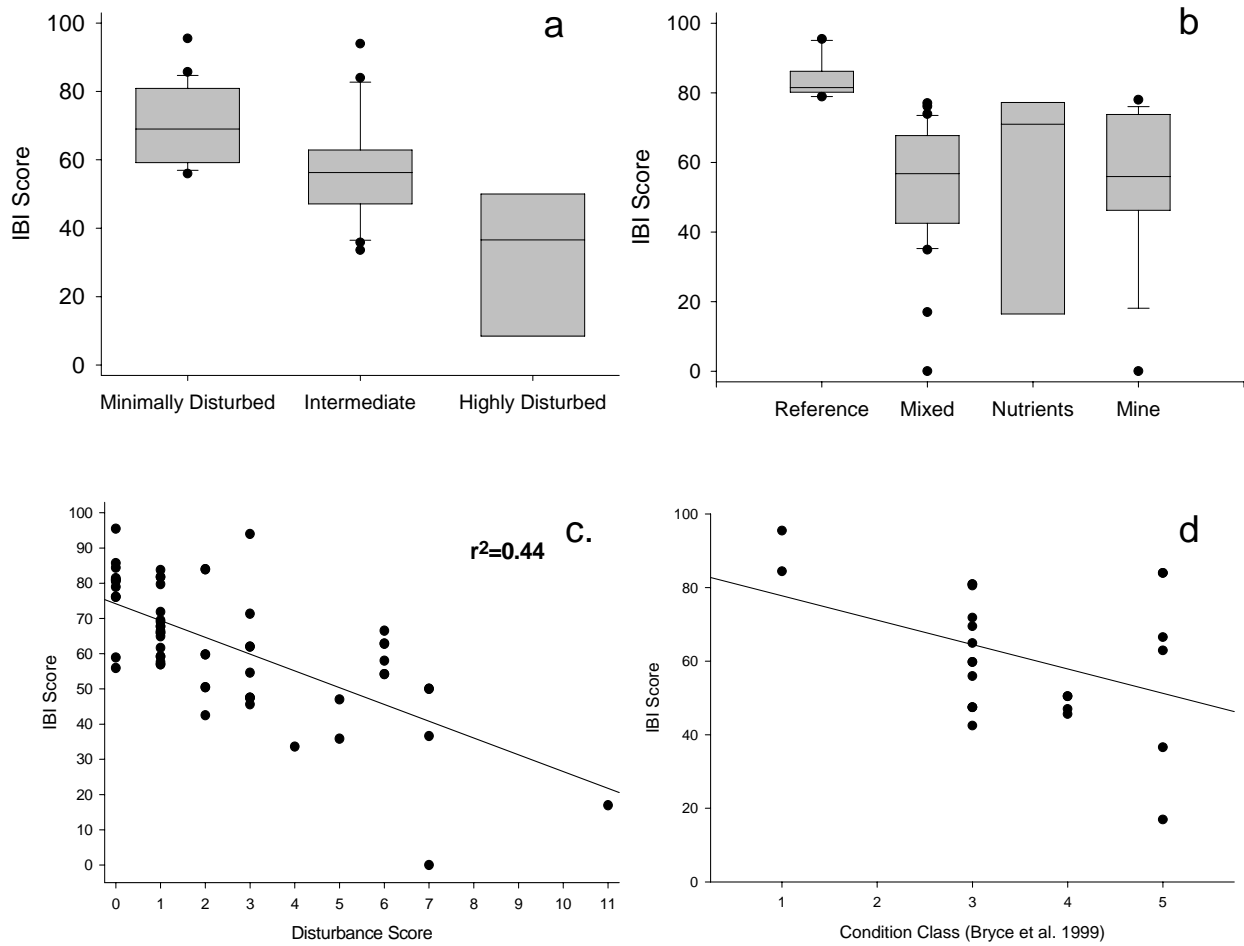 a
100
80
60
40
20
0
IBI Score
Minimally Disturbed
Intermediate
Highly Disturbed
b
100
80
60
40
20
0
IBI Score
Reference
Mixed
Nutrients
Mine
c.
r²=0.44
100
90
80
70
60
50
40
30
20
10
0
IBI Score
0 1 2 3 4 5 6 7 8 9 10 11
Disturbance Score
d
100
80
60
40
20
0
IBI Score
1 2 3 4 5
Condition Class (Bryce et al. 1999)